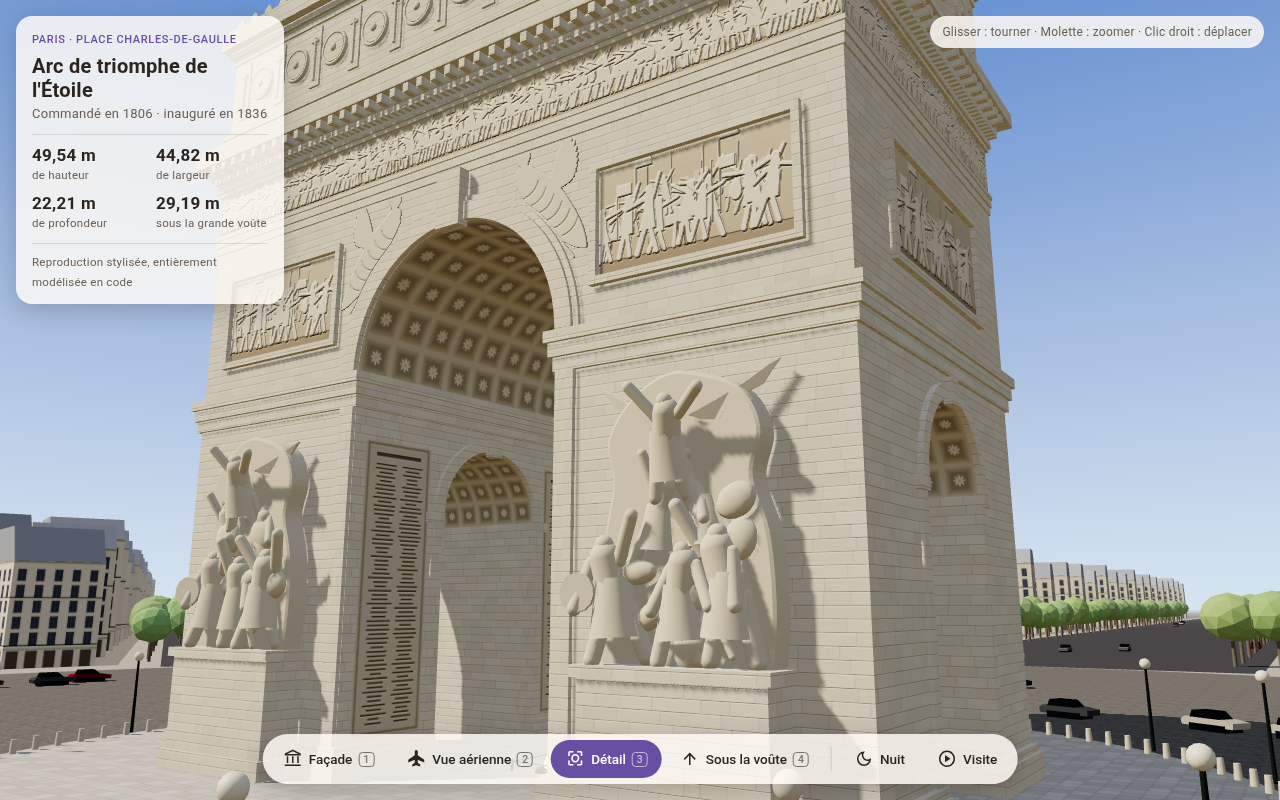 PARIS · PLACE CHARLES-DE-GAULLE
Arc de triomphe de
l'Étoile
Commandé en 1806 · inauguré en 1836
49,54 m
de hauteur
44,82 m
de largeur
22,21 m
de profondeur
29,19 m
sous la grande voûte
Reproduction stylisée, entièrement
modélisée en code
Glisser : tourner · Molette : zoomer · Clic droit : déplacer
Façade 1
Vue aérienne 2
Détail 3
Sous la voûte 4
Nuit
Visite